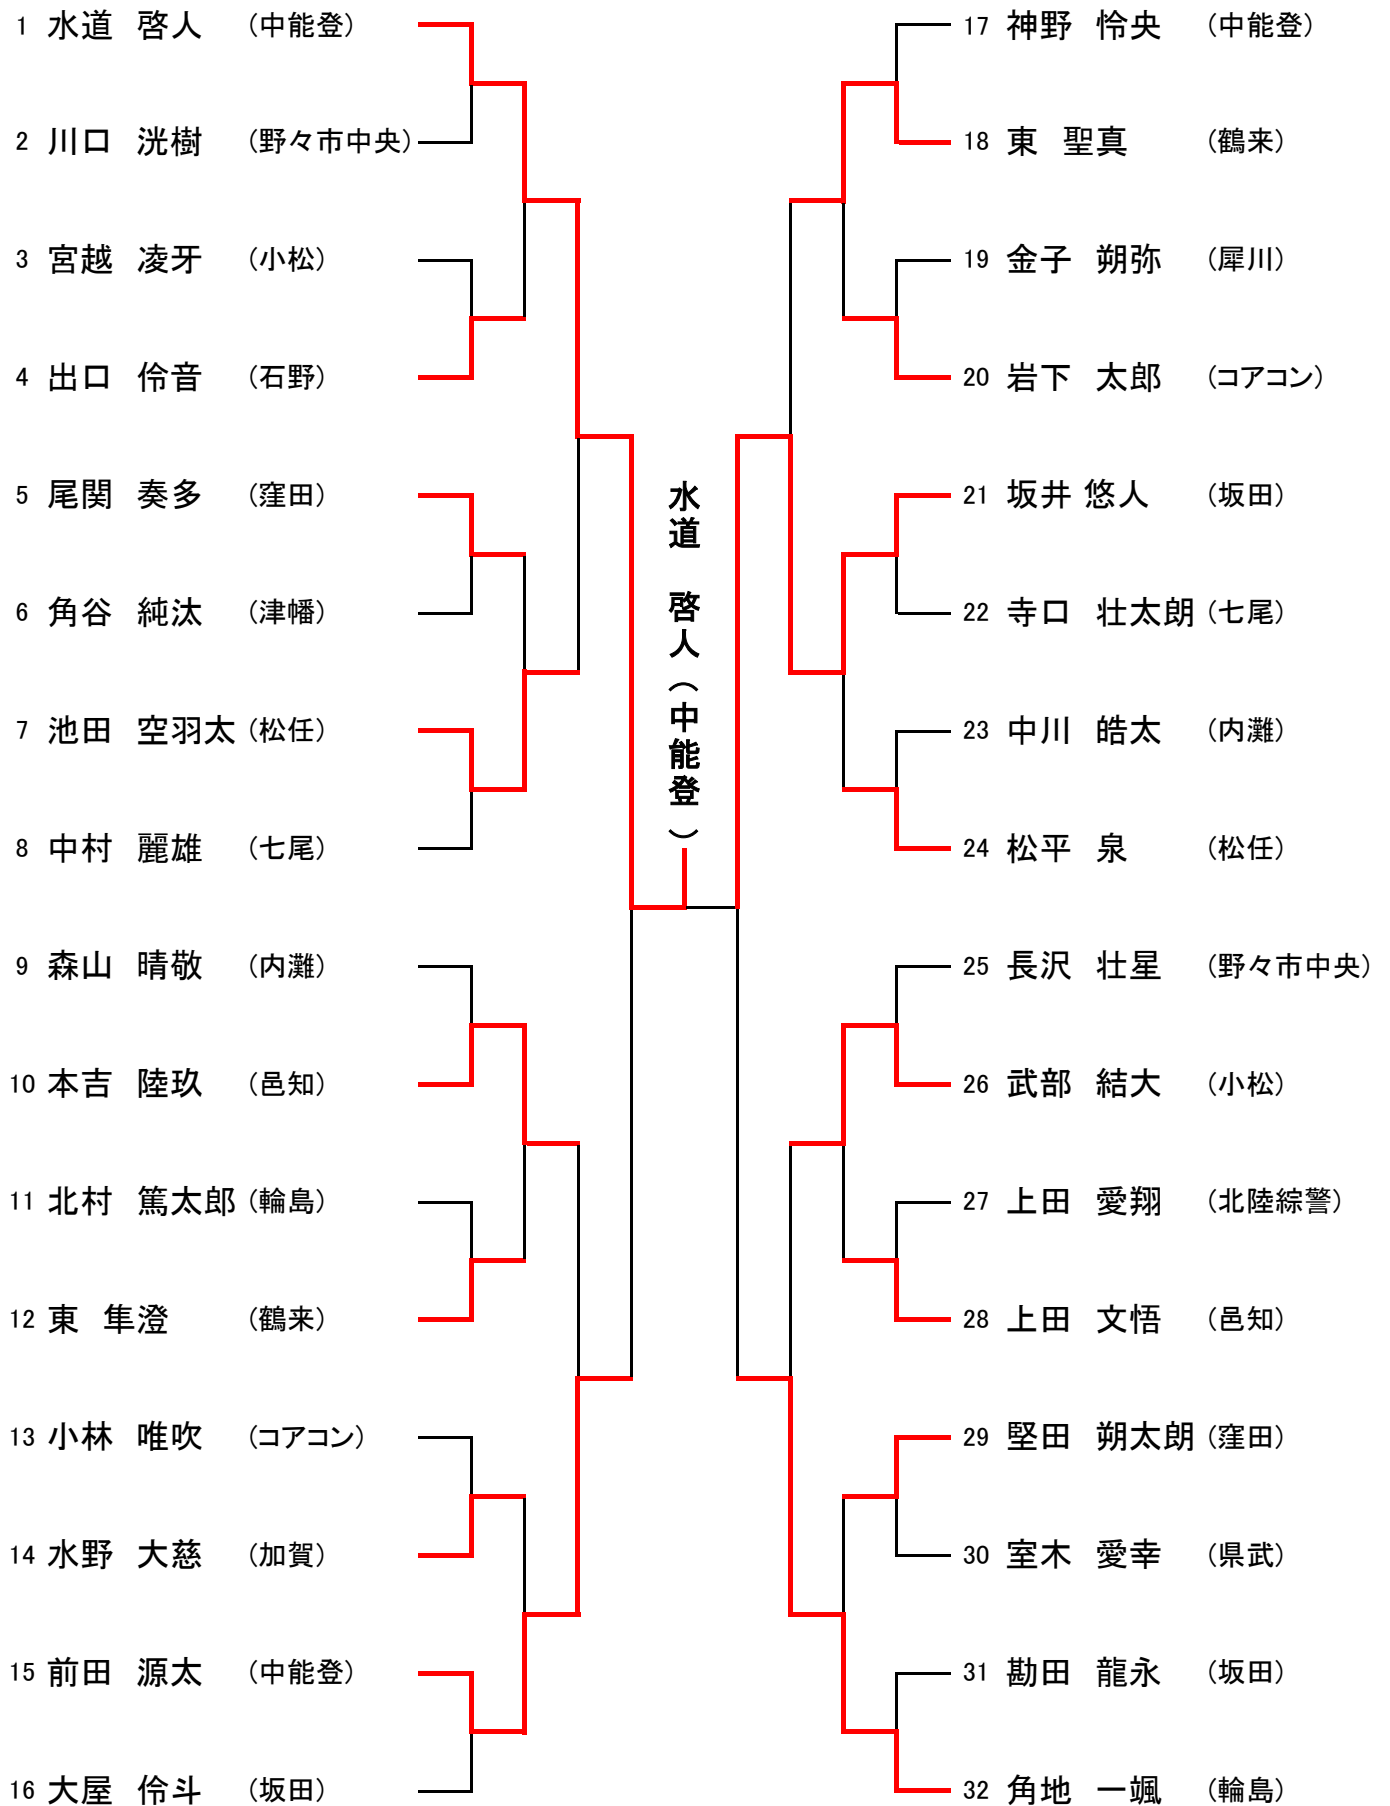 1 水道 啓人 (中能登)
2 川口 洸樹 (野々市中央)
3 宮越 凌牙 (小松)
4 出口 伶音 (石野)
5 尾関 奏多 (窪田)
6 角谷 純汰 (津幡)
7 池田 空羽太 (松任)
8 中村 麗雄 (七尾)
9 森山 晴敬 (内灘)
10 本吉 陸玖 (邑知)
11 北村 篤太郎 (輪島)
12 東 隼澄 (鶴来)
13 小林 唯吹 (コアコン)
14 水野 大慈 (加賀)
15 前田 源太 (中能登)
16 大屋 伶斗 (坂田)
水道 啓人(中能登)
17 神野 怜央 (中能登)
18 東 聖真 (鶴来)
19 金子 朔弥 (犀川)
20 岩下 太郎 (コアコン)
21 坂井 悠人 (坂田)
22 寺口 壮太朗 (七尾)
23 中川 皓太 (内灘)
24 松平 泉 (松任)
25 長沢 壮星 (野々市中央)
26 武部 結大 (小松)
27 上田 愛翔 (北陸綜警)
28 上田 文悟 (邑知)
29 堅田 朔太朗 (窪田)
30 室木 愛幸 (県武)
31 勘田 龍永 (坂田)
32 角地 一颯 (輪島)